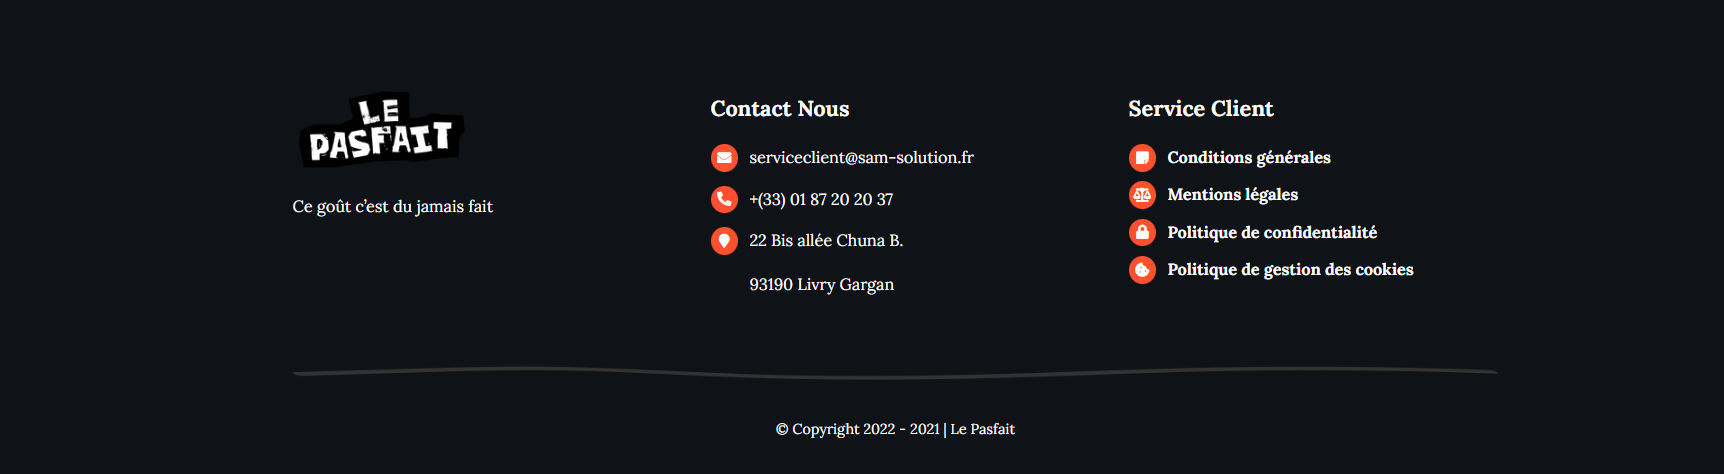 LE
PASFAIT
Ce goût c'est du jamais fait
Contact Nous
serviceclient@sam-solution.fr
+(33) 01 87 20 20 37
22 Bis allée Chuna B.
93190 Livry Gargan
Service Client
Conditions générales
Mentions légales
Politique de confidentialité
Politique de gestion des cookies
© Copyright 2022 - 2021 | Le Pasfait